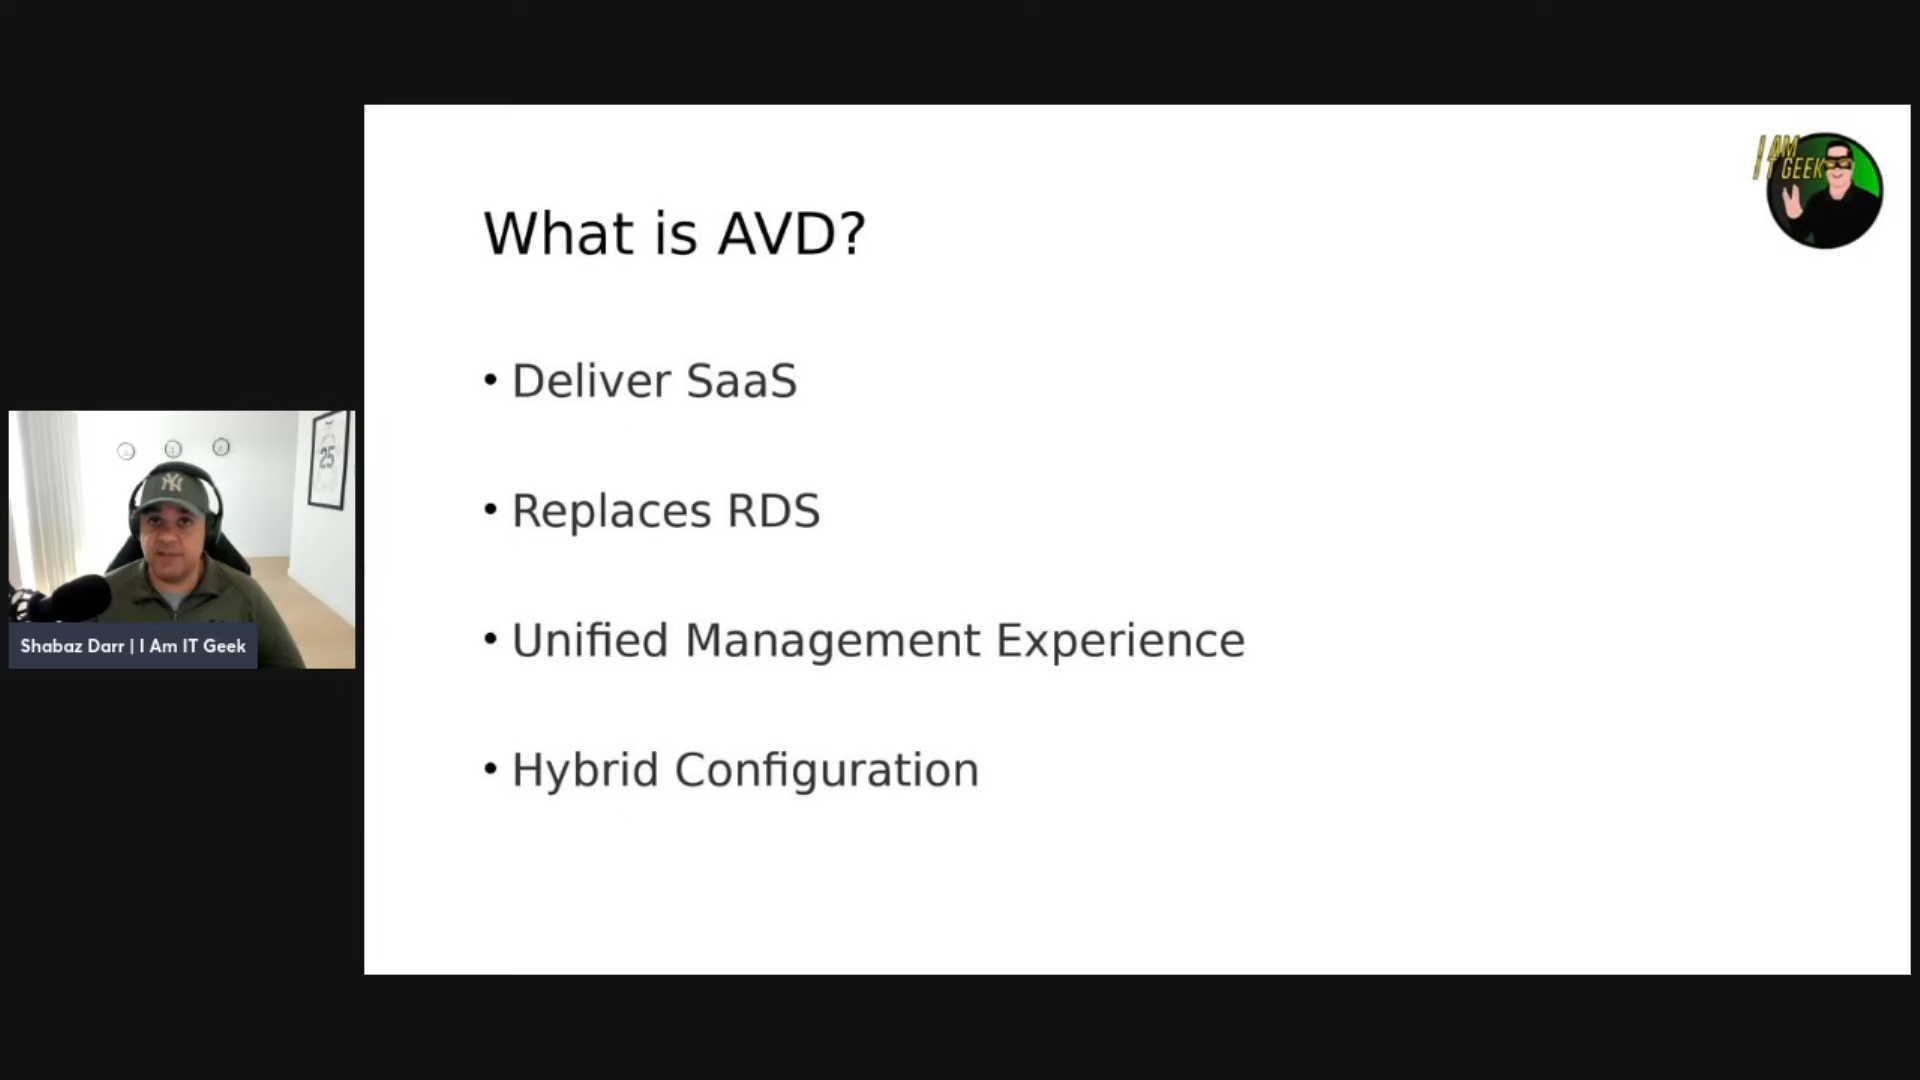 I AM
IT GEEK
What is AVD?
• Deliver SaaS
• Replaces RDS
• Unified Management Experience
• Hybrid Configuration
25
NY
Shabaz Darr | I Am IT Geek